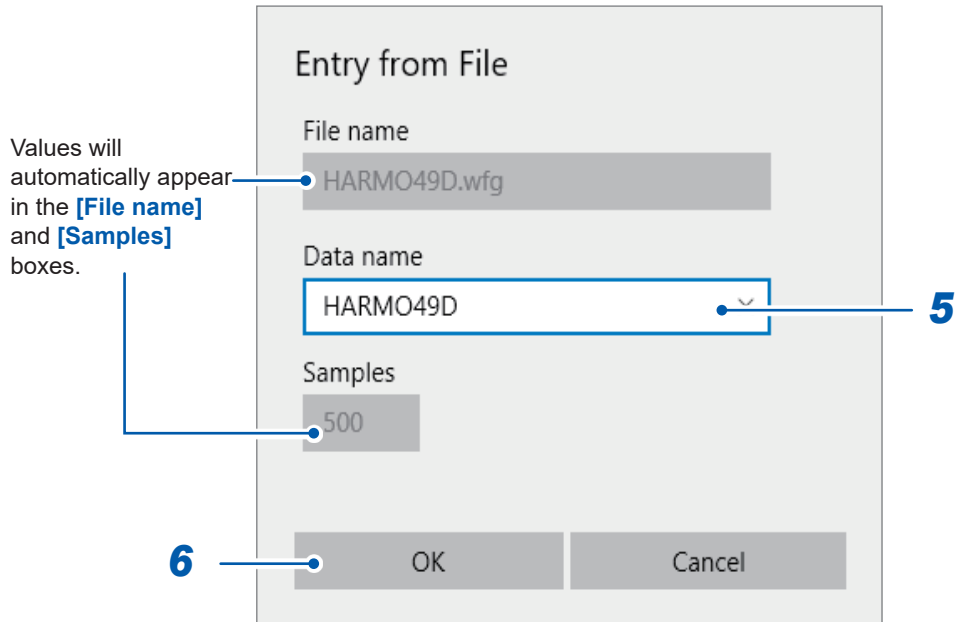 Entry from File
File name
Values will
automatically appear
in the [File name]
and [Samples]
boxes.
HARMO49D.wfg
Data name
HARMO49D
5
Samples
500
6
OK
Cancel